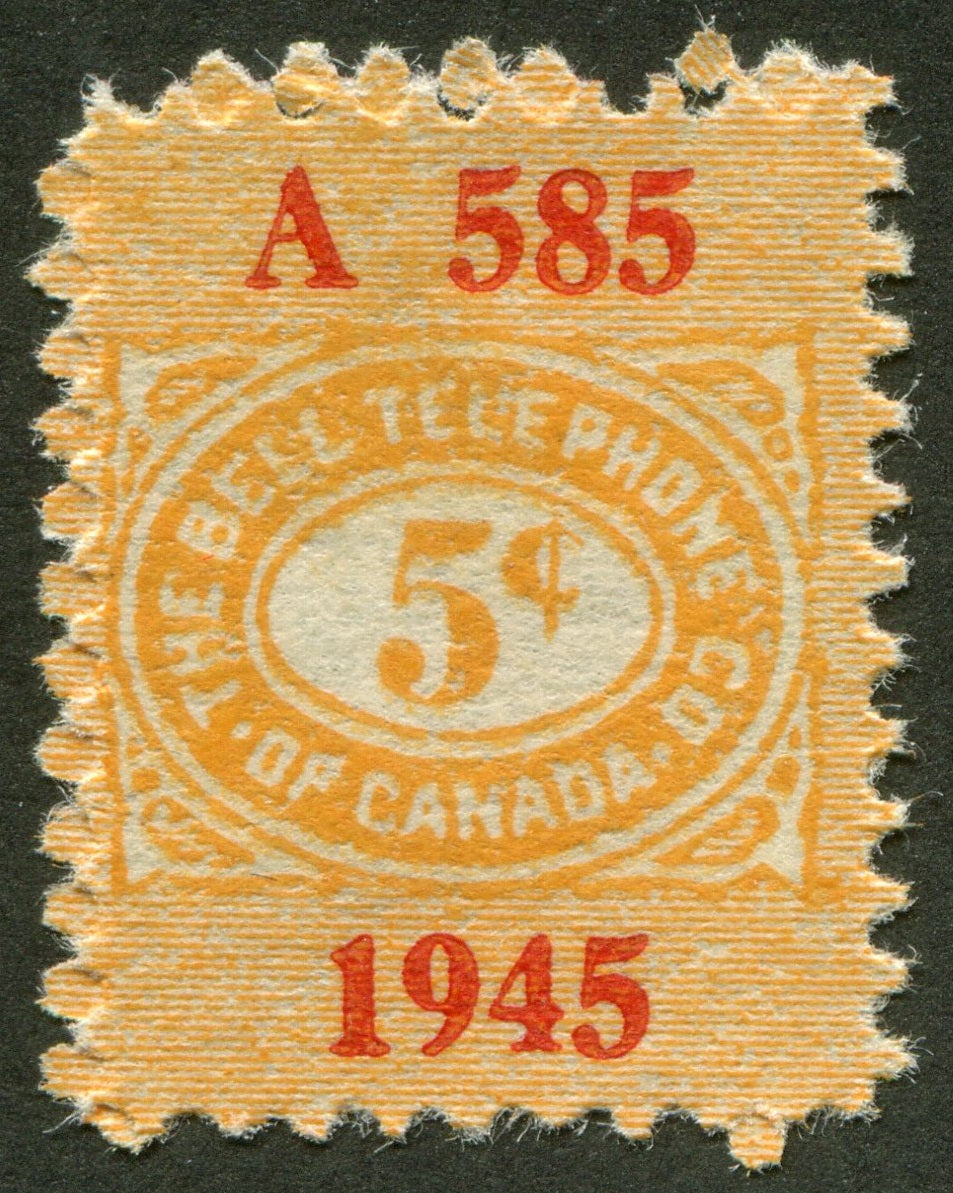 A 585
THE BELL TELEPHONE CO.
5¢
· OF CANADA ·
1945